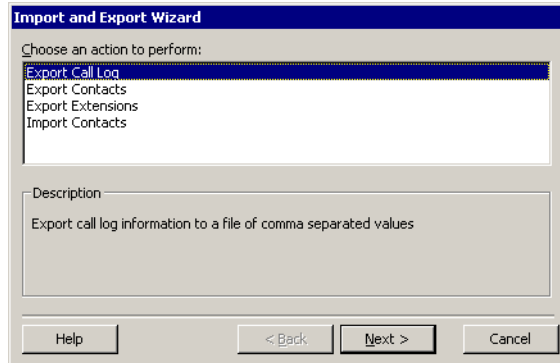 Import and Export Wizard
Choose an action to perform:
Export Call Log
Export Contacts
Export Extensions
Import Contacts
Description
Export call log information to a file of comma separated values
Help
< Back
Next >
Cancel